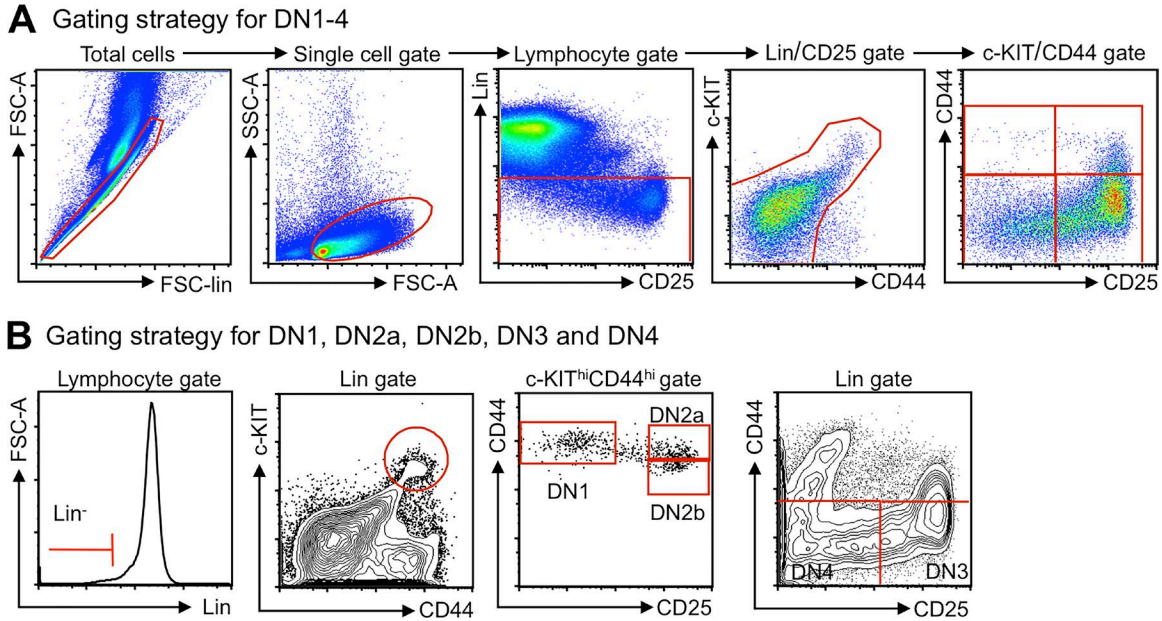 A Gating strategy for DN1-4
Total cells
Single cell gate
Lymphocyte gate
Lin/CD25 gate
c-KIT/CD44 gate
FSC-A
FSC-lin
SSC-A
FSC-A
Lin
CD25
c-KIT
CD44
CD44
CD25
B Gating strategy for DN1, DN2a, DN2b, DN3 and DN4
Lymphocyte gate
Lin gate
c-KIThiCD44hi gate
Lin gate
FSC-A
Lin-
Lin
c-KIT
CD44
CD44
DN2a
DN1
DN2b
CD25
CD44
DN4
DN3
CD25